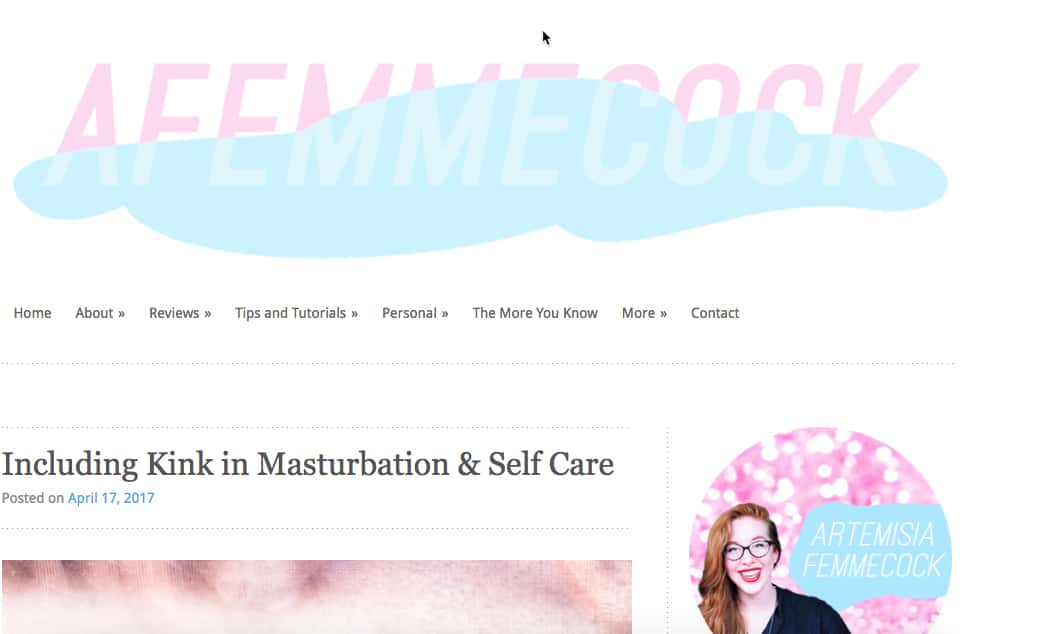 AFEMMECOCK
Home About » Reviews » Tips and Tutorials » Personal » The More You Know More » Contact
Including Kink in Masturbation & Self Care
Posted on April 17, 2017
ARTEMISIA
FEMMECOCK